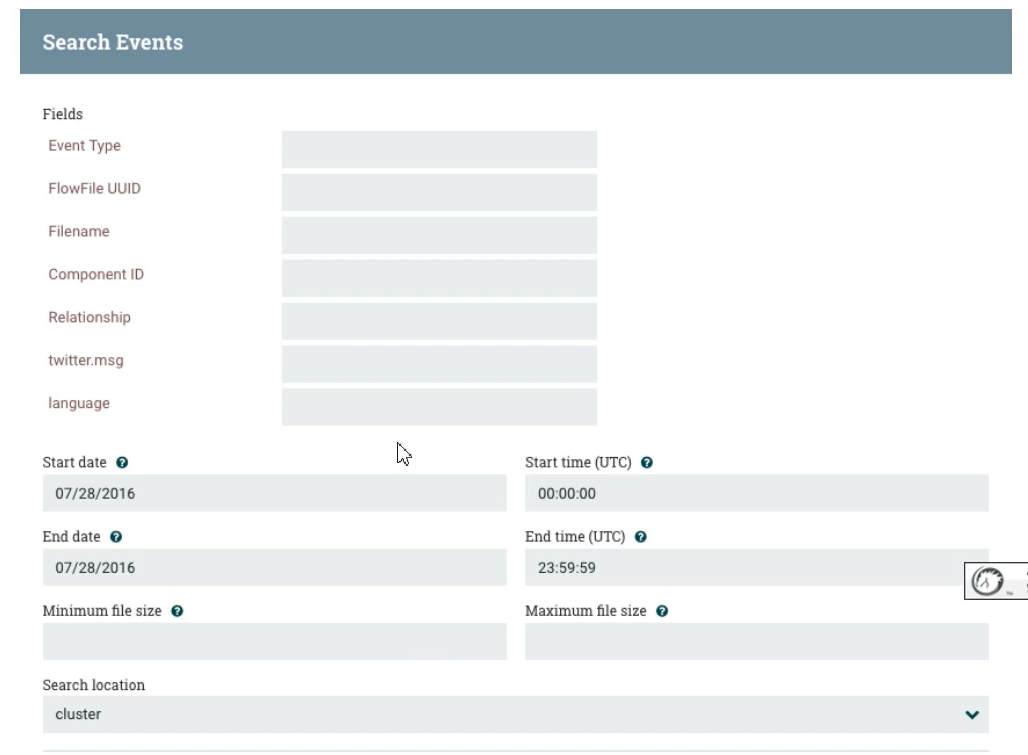 Search Events
Fields
Event Type
FlowFile UUID
Filename
Component ID
Relationship
twitter.msg
language
Start date
Start time (UTC)
07/28/2016
00:00:00
End date
End time (UTC)
07/28/2016
23:59:59
Minimum file size
Maximum file size
Search location
cluster